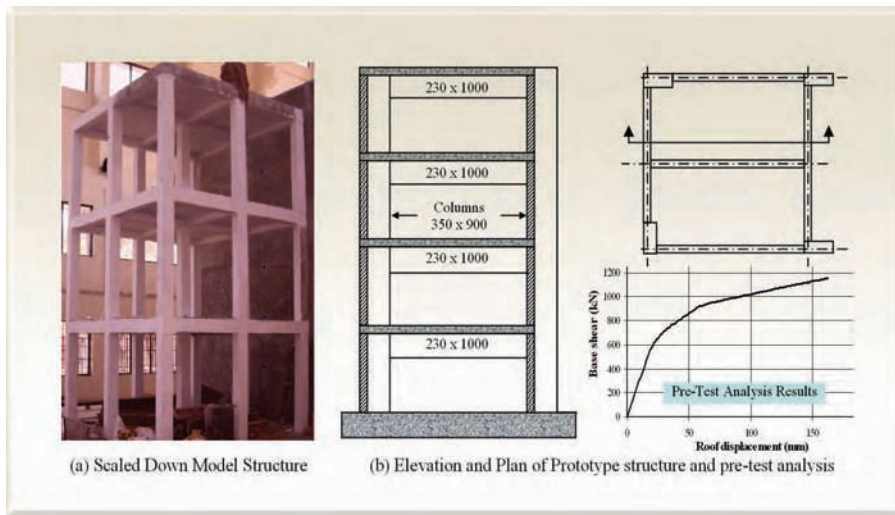 230 x 1000
230 x 1000
Columns
350 x 900
230 x 1000
230 x 1000
1200
1000
800
600
400
200
0
Base shear (kN)
Pre-Test Analysis Results
0
50
100
150
Roof displacement (mm)
(a) Scaled Down Model Structure
(b) Elevation and Plan of Prototype structure and pre-test analysis